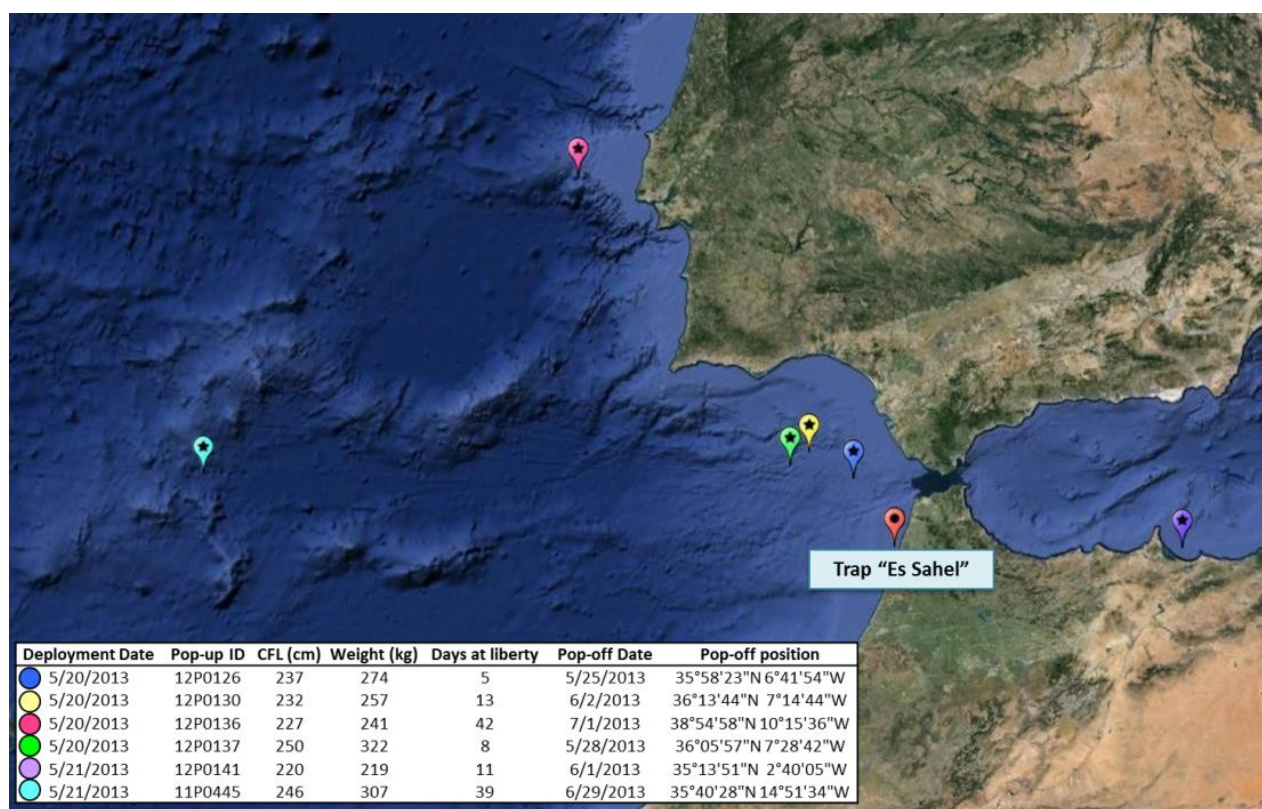 Trap "Es Sahel"
Deployment Date Pop-up ID CFL (cm) Weight (kg) Days at liberty Pop-off Date Pop-off position
5/20/2013 12P0126 237 274 5 5/25/2013 35°58'23"N 6°41'54"W
5/20/2013 12P0130 232 257 13 6/2/2013 36°13'44"N 7°14'44"W
5/20/2013 12P0136 227 241 42 7/1/2013 38°54'58"N 10°15'36"W
5/20/2013 12P0137 250 322 8 5/28/2013 36°05'57"N 7°28'42"W
5/21/2013 12P0141 220 219 11 6/1/2013 35°13'51"N 2°40'05"W
5/21/2013 11P0445 246 307 39 6/29/2013 35°40'28"N 14°51'34"W